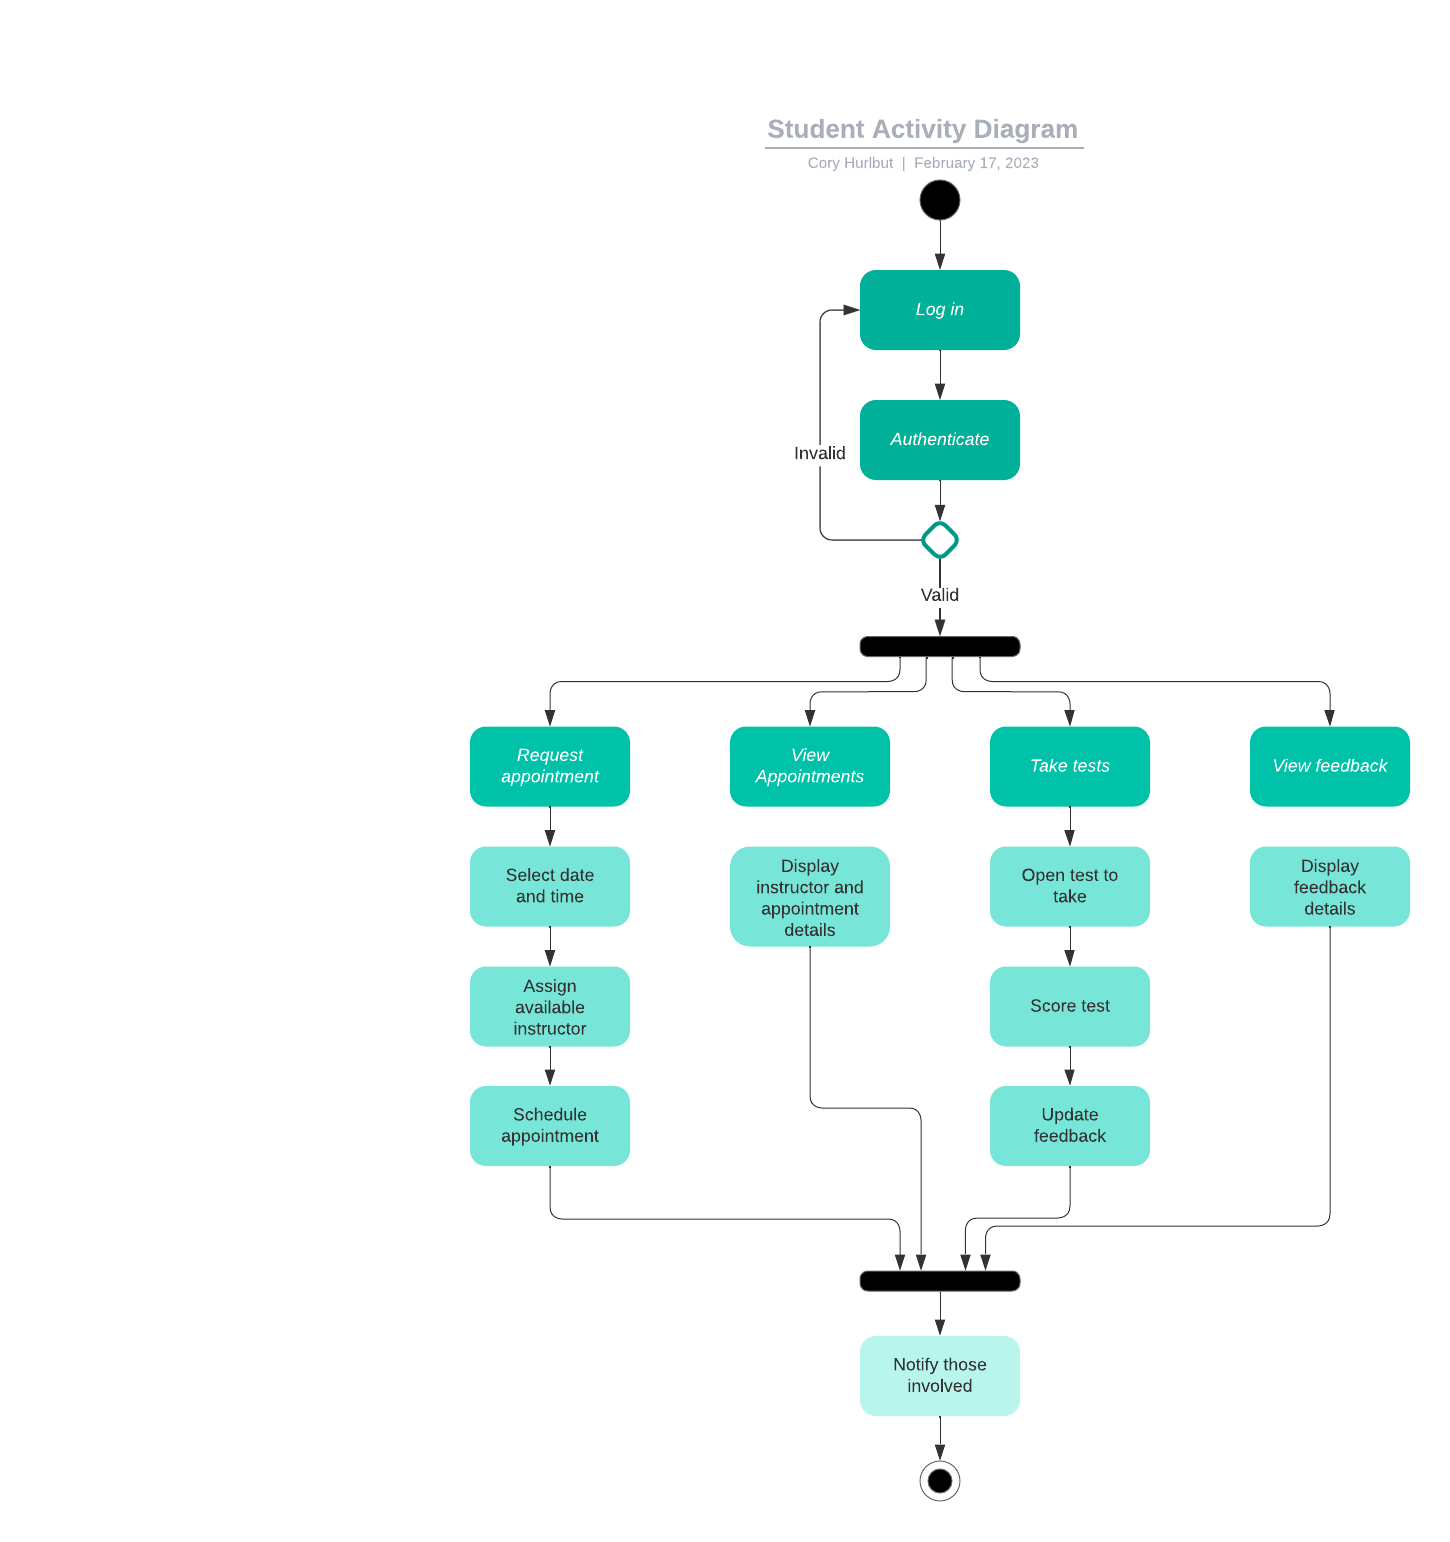 Student Activity Diagram
Cory Hurlbut | February 17, 2023
Log in
Authenticate
Invalid
Valid
Request
appointment
View
Appointments
Take tests
View feedback
Select date
and time
Display
instructor and
appointment
details
Open test to
take
Display
feedback
details
Assign
available
instructor
Score test
Schedule
appointment
Update
feedback
Notify those
involved